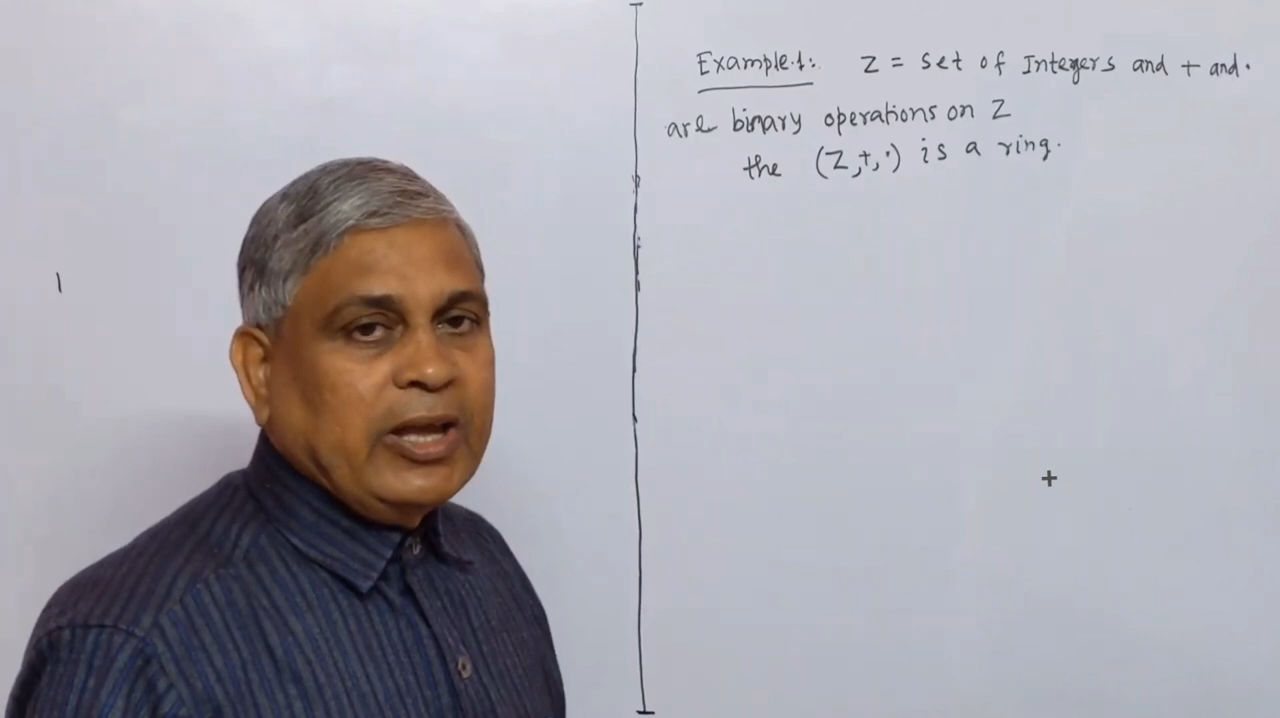 Example.1:. Z = set of Integers and + and ·
are binary operations on Z
the (Z,+,·) is a ring.